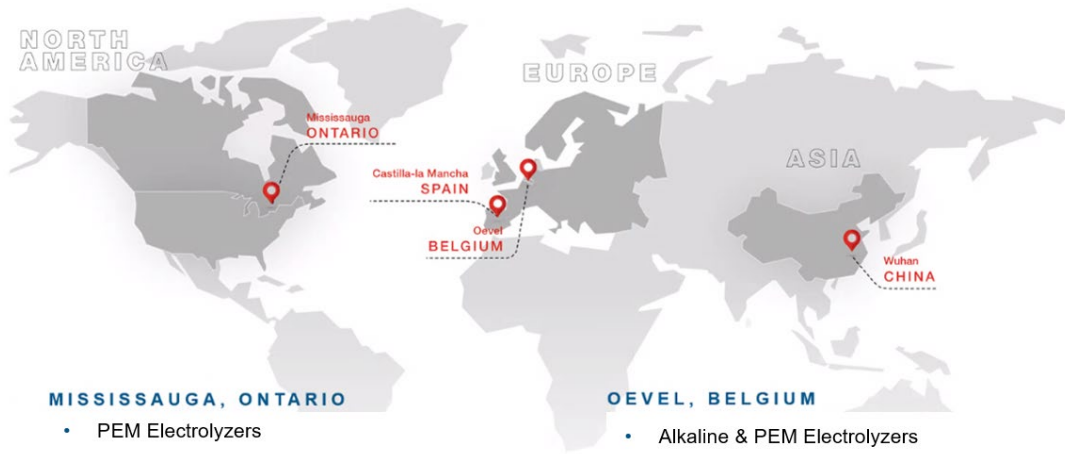 NORTH
AMERICA
EUROPE
ASIA
Mississauga
ONTARIO
Castilla-la Mancha
SPAIN
Oevel
BELGIUM
Wuhan
CHINA
MISSISSAUGA, ONTARIO
• PEM Electrolyzers
OEVEL, BELGIUM
• Alkaline & PEM Electrolyzers